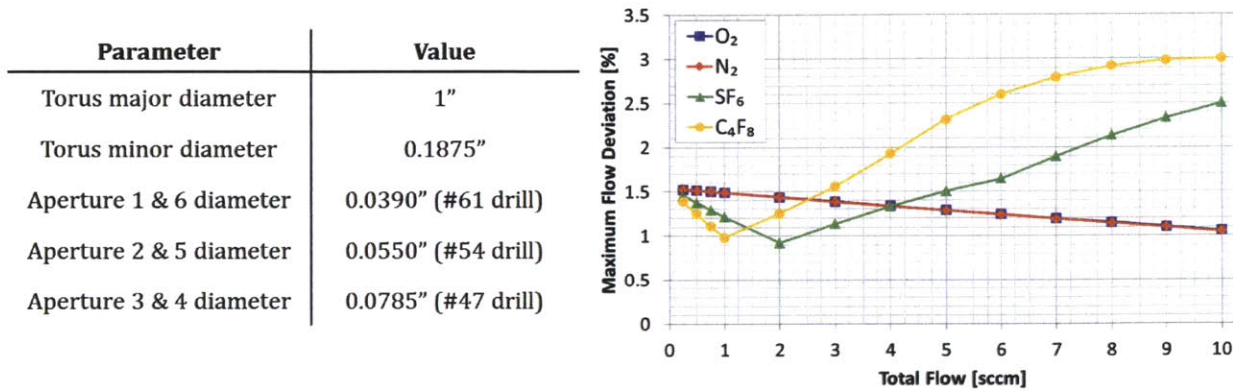 Parameter Value
Torus major diameter 1”
Torus minor diameter 0.1875”
Aperture 1 & 6 diameter 0.0390” (#61 drill)
Aperture 2 & 5 diameter 0.0550” (#54 drill)
Aperture 3 & 4 diameter 0.0785” (#47 drill)
Maximum Flow Deviation [%]
3.5
3
2.5
2
1.5
1
0.5
0
O₂
N₂
SF₆
C₄F₈
0 1 2 3 4 5 6 7 8 9 10
Total Flow [sccm]